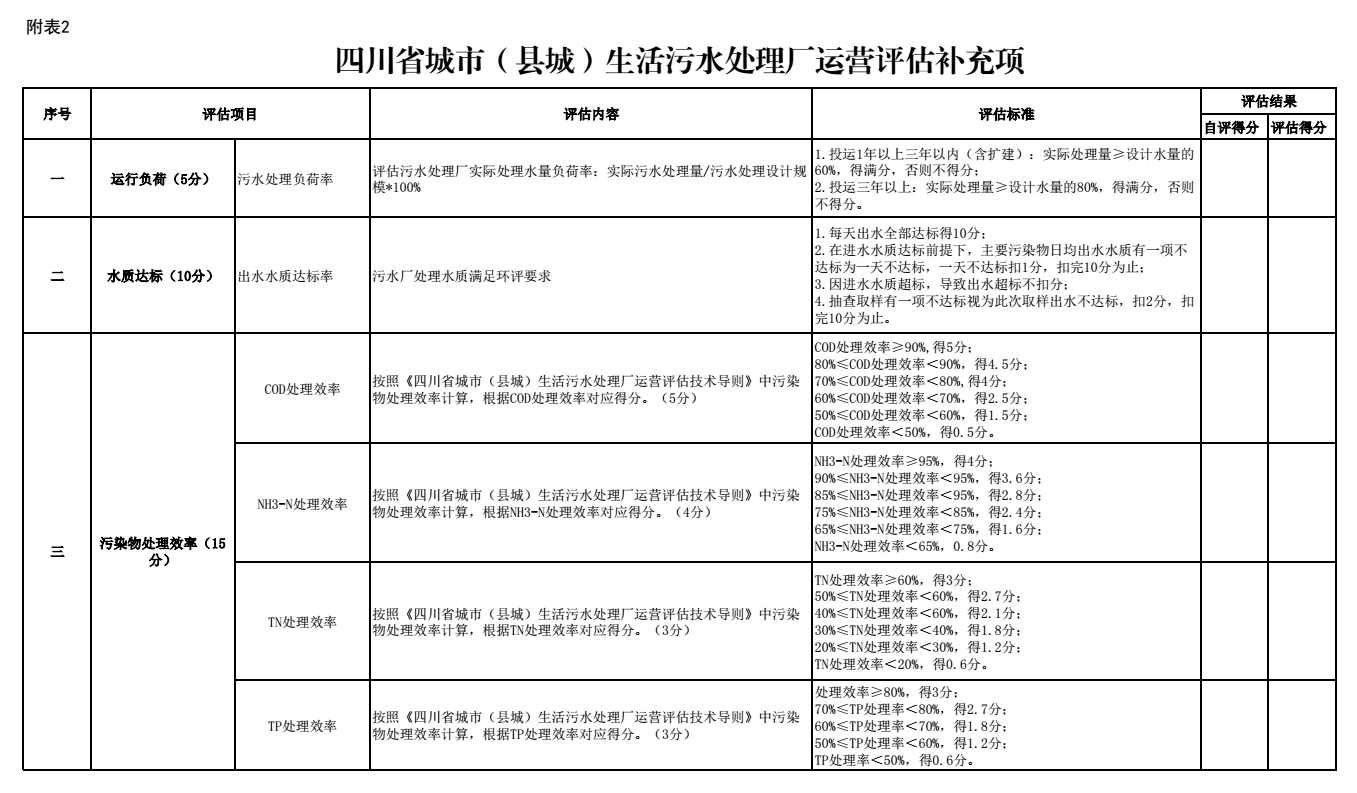 附表2
四川省城市（县城）生活污水处理厂运营评估补充项
序号
评估项目
评估内容
评估标准
评估结果
自评得分
评估得分
一
运行负荷（5分）
污水处理负荷率
评估污水处理厂实际处理水量负荷率：实际污水处理量/污水处理设计规
模*100%
1.投运1年以上三年以内（含扩建）：实际处理量≥设计水量的
60%，得满分，否则不得分；
2.投运三年以上：实际处理量≥设计水量的80%，得满分，否则
不得分。
二
水质达标（10分）
出水水质达标率
污水厂处理水质满足环评要求
1.每天出水全部达标得10分；
2.在进水水质达标前提下，主要污染物日均出水水质有一项不
达标为一天不达标，一天不达标扣1分，扣完10分为止；
3.因进水水质超标，导致出水超标不扣分；
4.抽查取样有一项不达标视为此次取样出水不达标，扣2分，扣
完10分为止。
三
污染物处理效率（15
分）
COD处理效率
按照《四川省城市（县城）生活污水处理厂运营评估技术导则》中污染
物处理效率计算，根据COD处理效率对应得分。（5分）
COD处理效率≥90%,得5分；
80%≤COD处理效率＜90%，得4.5分；
70%≤COD处理效率＜80%,得4分；
60%≤COD处理效率＜70%，得2.5分；
50%≤COD处理效率＜60%，得1.5分；
COD处理效率＜50%，得0.5分。
NH3-N处理效率
按照《四川省城市（县城）生活污水处理厂运营评估技术导则》中污染
物处理效率计算，根据NH3-N处理效率对应得分。（4分）
NH3-N处理效率≥95%，得4分；
90%≤NH3-N处理效率＜95%，得3.6分；
85%≤NH3-N处理效率＜95%，得2.8分；
75%≤NH3-N处理效率＜85%，得2.4分；
65%≤NH3-N处理效率＜75%，得1.6分；
NH3-N处理效率＜65%，0.8分。
TN处理效率
按照《四川省城市（县城）生活污水处理厂运营评估技术导则》中污染
物处理效率计算，根据TN处理效率对应得分。（3分）
TN处理效率≥60%，得3分；
50%≤TN处理效率＜60%，得2.7分；
40%≤TN处理效率＜60%，得2.1分；
30%≤TN处理效率＜40%，得1.8分；
20%≤TN处理效率＜30%，得1.2分；
TN处理效率＜20%，得0.6分。
TP处理效率
按照《四川省城市（县城）生活污水处理厂运营评估技术导则》中污染
物处理效率计算，根据TP处理效率对应得分。（3分）
处理效率≥80%，得3分；
70%≤TP处理率＜80%，得2.7分；
60%≤TP处理效率＜70%，得1.8分；
50%≤TP处理率＜60%，得1.2分；
TP处理率＜50%，得0.6分。